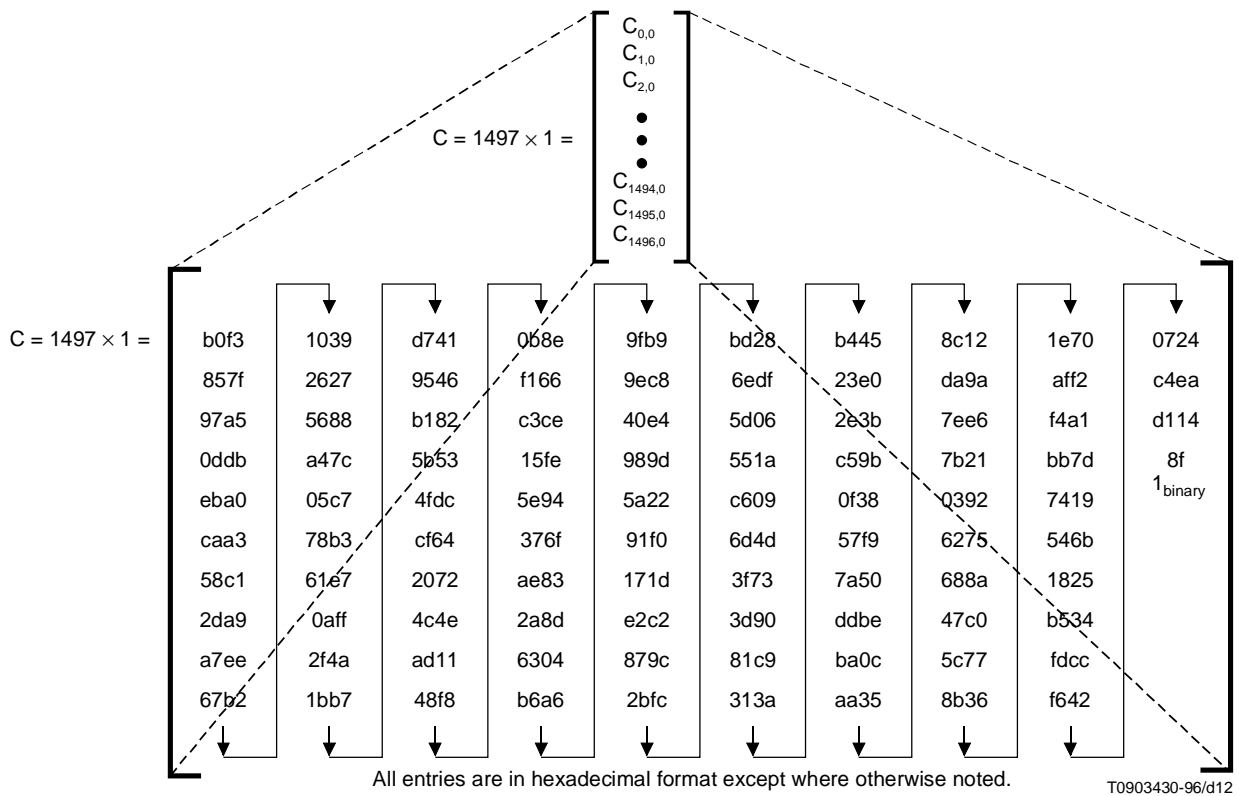 C0,0
C1,0
C2,0
C = 1497 × 1 =
C1494,0
C1495,0
C1496,0
C = 1497 × 1 =
b0f3 1039 d741 0b8e 9fb9 bd28 b445 8c12 1e70 0724
857f 2627 9546 f166 9ec8 6edf 23e0 da9a aff2 c4ea
97a5 5688 b182 c3ce 40e4 5d06 2e3b 7ee6 f4a1 d114
0ddb a47c 5b53 15fe 989d 551a c59b 7b21 bb7d 8f
eba0 05c7 4fdc 5e94 5a22 c609 0f38 0392 7419 1binary
caa3 78b3 cf64 376f 91f0 6d4d 57f9 6275 546b
58c1 61e7 2072 ae83 171d 3f73 7a50 688a 1825
2da9 0aff 4c4e 2a8d e2c2 3d90 ddbe 47c0 b534
a7ee 2f4a ad11 6304 879c 81c9 ba0c 5c77 fdcc
67b2 1bb7 48f8 b6a6 2bfc 313a aa35 8b36 f642
All entries are in hexadecimal format except where otherwise noted.
T0903430-96/d12